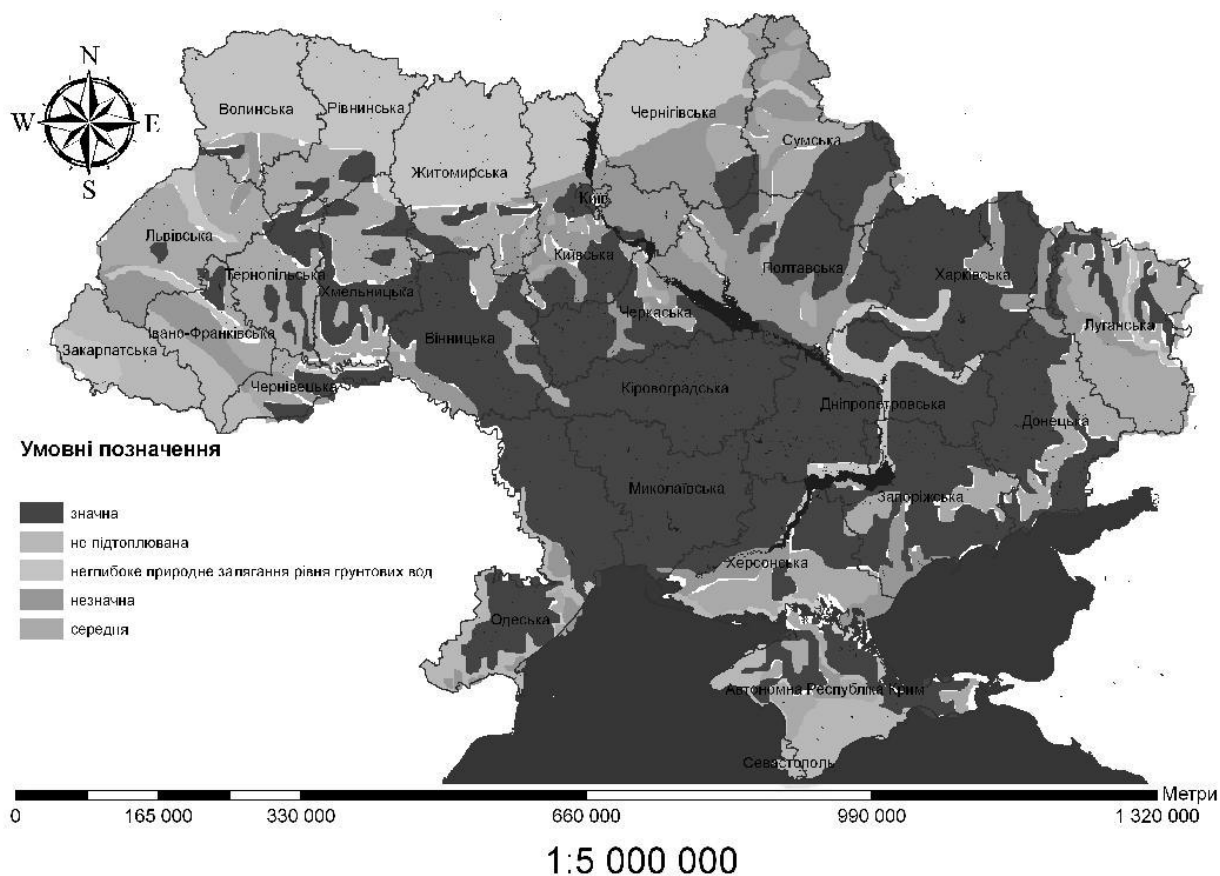 N
W E
S
Волинська
Рівнинська
Житомирська
Чернігівська
Сумська
Київ
Київська
Львівська
Тернопільська
Хмельницька
Полтавська
Харківська
Луганська
Черкаська
Вінницька
Івано-Франківська
Закарпатська
Чернівецька
Кіровоградська
Дніпропетровська
Донецька
Миколаївська
Запоріжська
Херсонська
Одеська
Автономна Республіка Крим
Севастополь
Умовні позначення
значна
не підтоплювана
неглибоке природне залягання рівня грунтових вод
незначна
середня
Метри
0 165 000 330 000 660 000 990 000 1 320 000
1:5 000 000